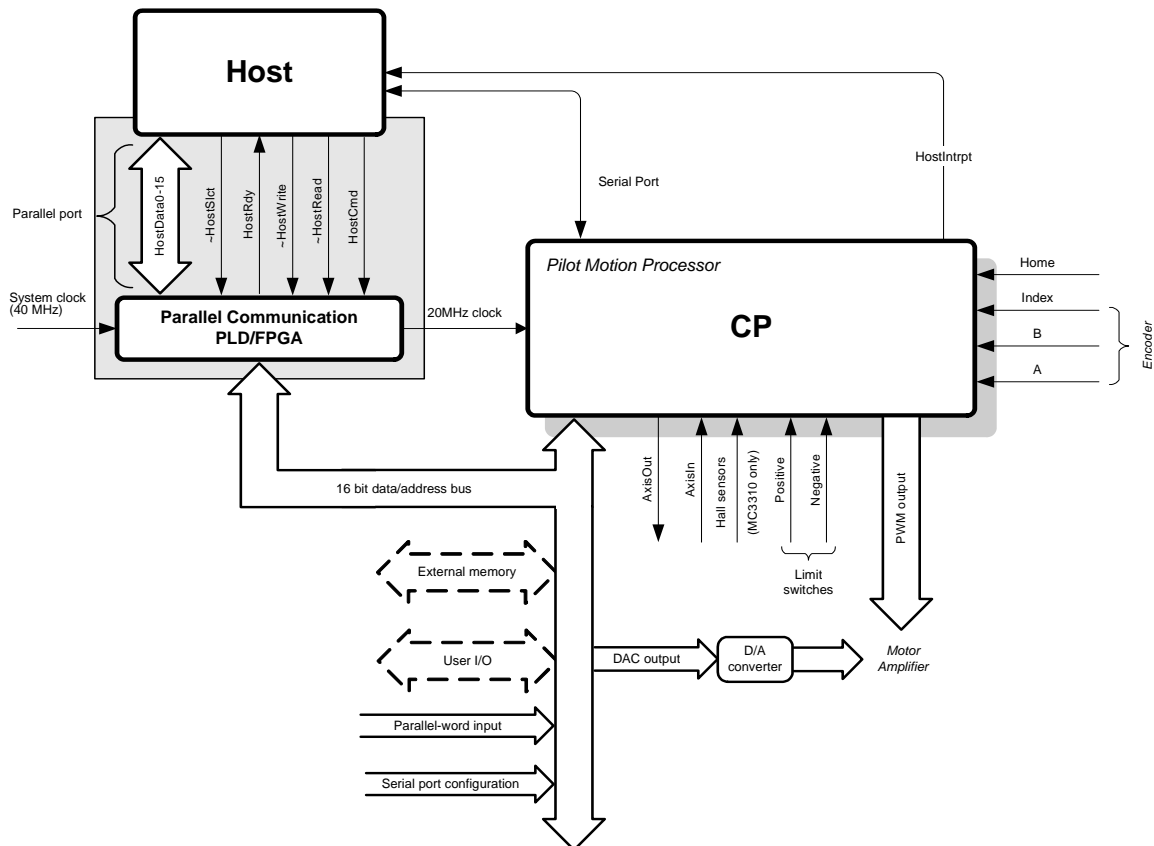 Host
HostIntrpt
Serial Port
Parallel port
HostData0-15
~HostSlct
HostRdy
~HostWrite
~HostRead
HostCmd
System clock
(40 MHz)
Parallel Communication
PLD/FPGA
20MHz clock
Pilot Motion Processor
CP
Home
Index
B
A
Encoder
16 bit data/address bus
AxisOut
AxisIn
Hall sensors
(MC3310 only)
Positive
Negative
Limit
switches
PWM output
External memory
User I/O
DAC output
D/A
converter
Motor
Amplifier
Parallel-word input
Serial port configuration